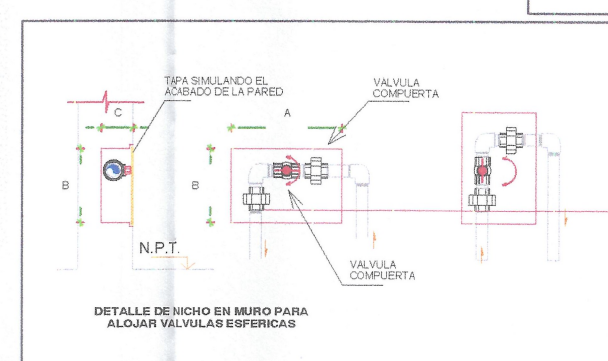 TAPA SIMULANDO EL
ACABADO DE LA PARED
VALVULA
COMPUERTA
C
A
B
B
N.P.T.
VALVULA
COMPUERTA
DETALLE DE NICHO EN MURO PARA
ALOJAR VALVULAS ESFERICAS